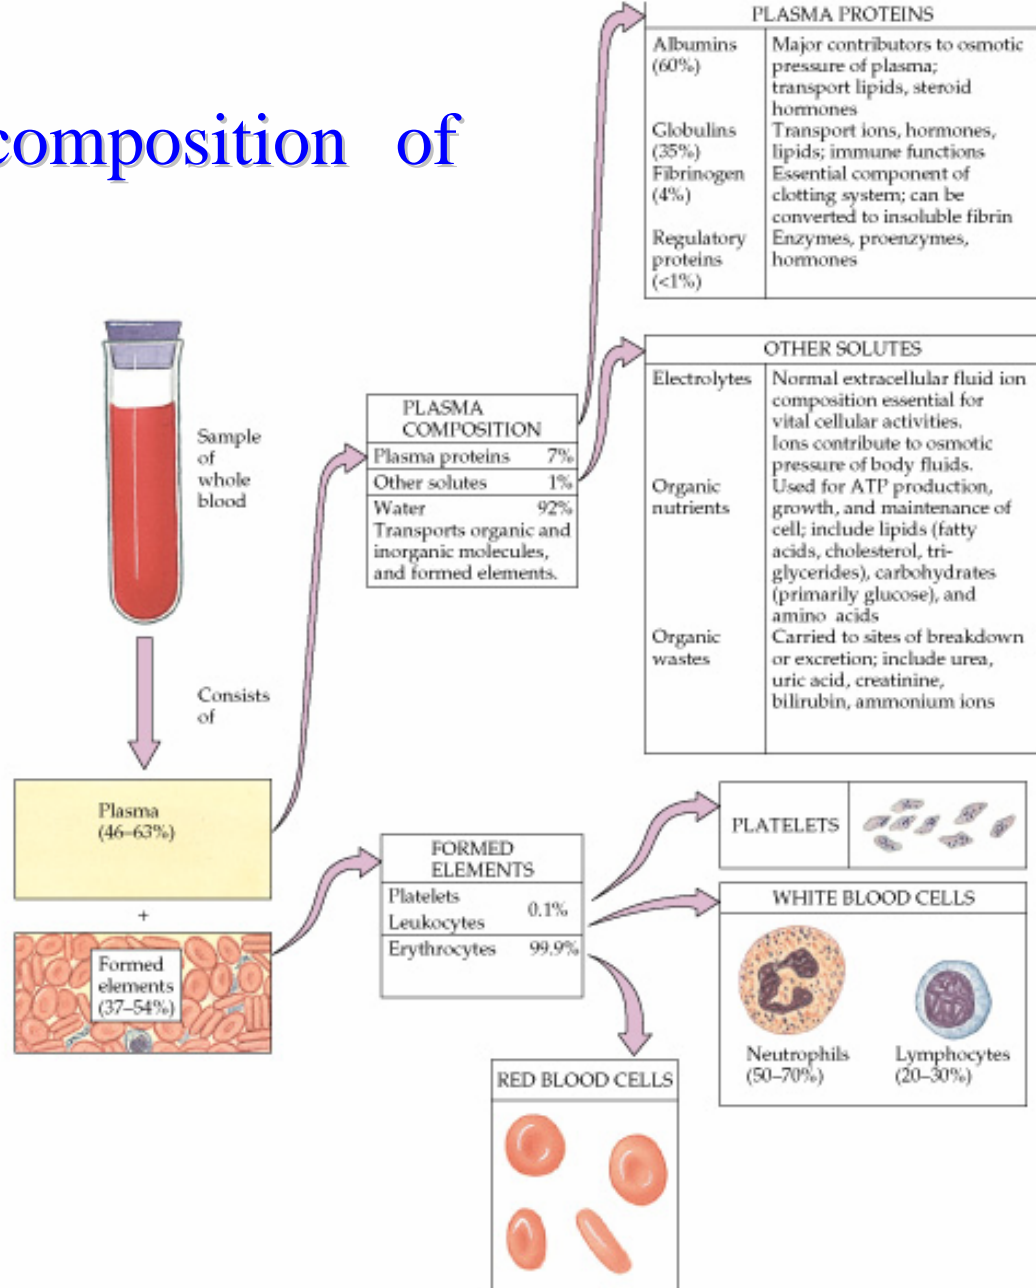 composition of
PLASMA PROTEINS
Albumins
(60%)
Major contributors to osmotic
pressure of plasma;
transport lipids, steroid
hormones
Globulins
(35%)
Transport ions, hormones,
lipids; immune functions
Fibrinogen
(4%)
Essential component of
clotting system; can be
converted to insoluble fibrin
Regulatory
proteins
(<1%)
Enzymes, proenzymes,
hormones
OTHER SOLUTES
Electrolytes
Normal extracellular fluid ion
composition essential for
vital cellular activities.
Ions contribute to osmotic
pressure of body fluids.
Organic
nutrients
Used for ATP production,
growth, and maintenance of
cell; include lipids (fatty
acids, cholesterol, tri-
glycerides), carbohydrates
(primarily glucose), and
amino acids
Organic
wastes
Carried to sites of breakdown
or excretion; include urea,
uric acid, creatinine,
bilirubin, ammonium ions
PLASMA
COMPOSITION
Plasma proteins 7%
Other solutes 1%
Water 92%
Transports organic and
inorganic molecules,
and formed elements.
Sample
of
whole
blood
Consists
of
Plasma
(46–63%)
+
Formed
elements
(37–54%)
FORMED
ELEMENTS
Platelets
Leukocytes
0.1%
Erythrocytes 99.9%
PLATELETS
WHITE BLOOD CELLS
Neutrophils
(50–70%)
Lymphocytes
(20–30%)
RED BLOOD CELLS